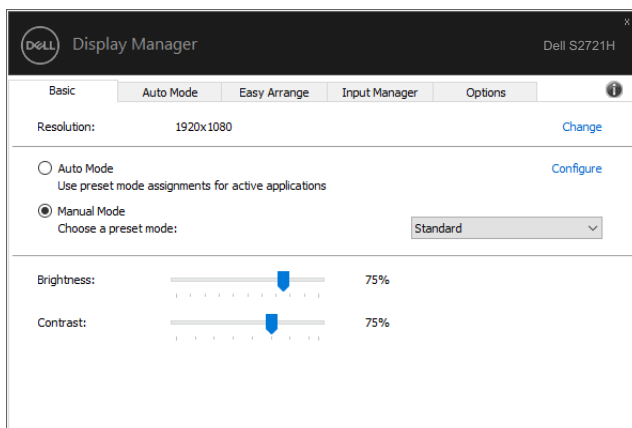 x
DELL Display Manager Dell S2721H
Basic Auto Mode Easy Arrange Input Manager Options i
Resolution: 1920x1080 Change
Auto Mode Configure
Use preset mode assignments for active applications
Manual Mode
Choose a preset mode: Standard
Brightness: 75%
Contrast: 75%